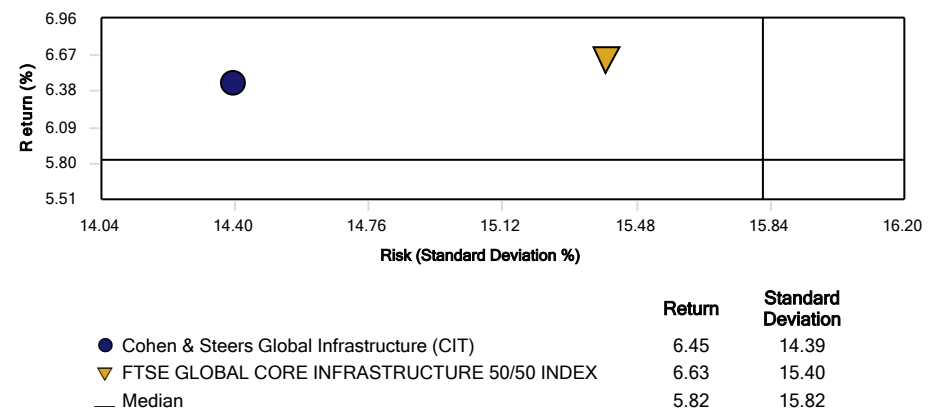 6.96
6.67
6.38
6.09
5.80
5.51
Return (%)
14.04 14.40 14.76 15.12 15.48 15.84 16.20
Risk (Standard Deviation %)
Return Standard Deviation
Cohen & Steers Global Infrastructure (CIT) 6.45 14.39
FTSE GLOBAL CORE INFRASTRUCTURE 50/50 INDEX 6.63 15.40
Median 5.82 15.82